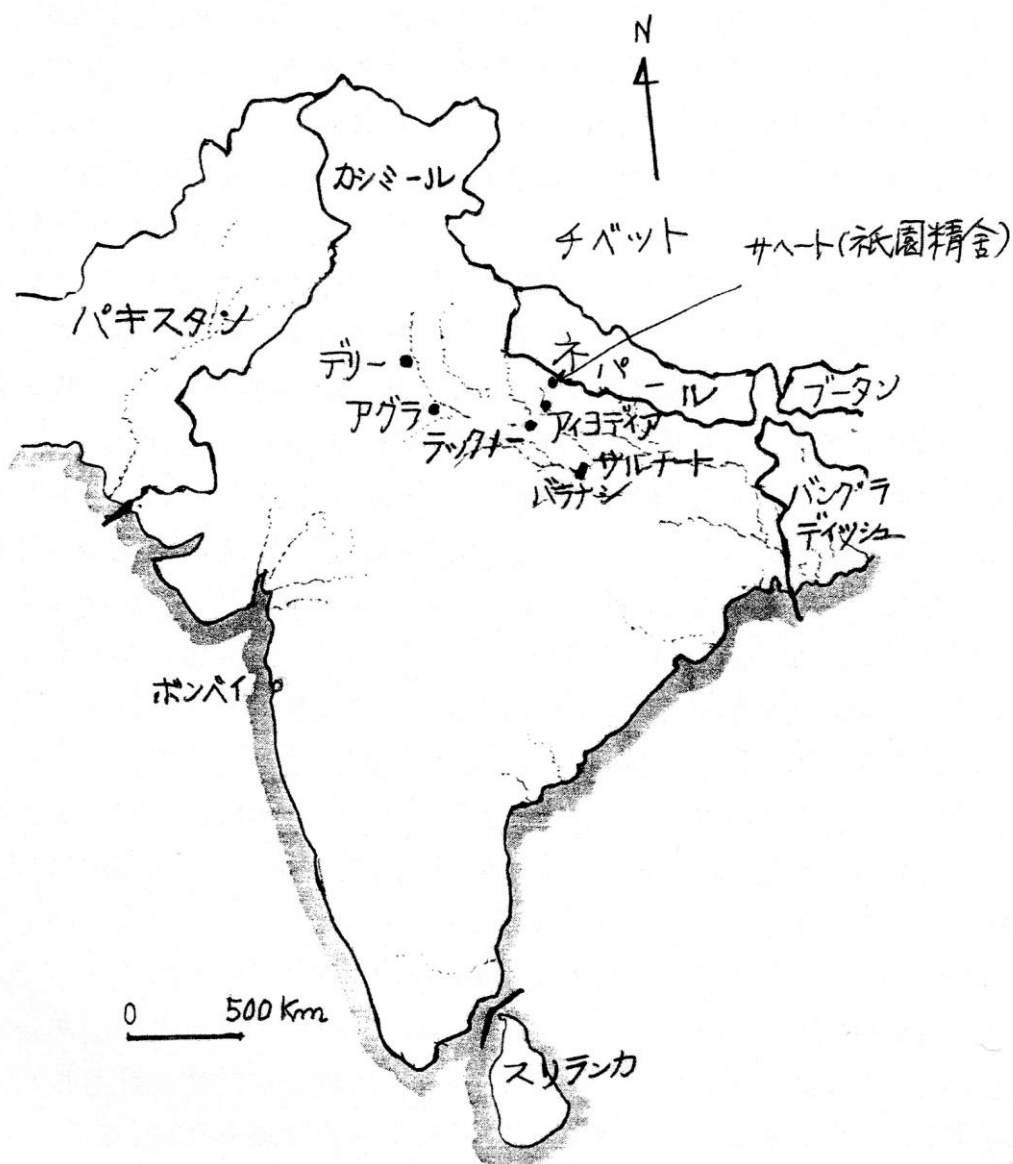 N
カシミール
チベット
サヘート(祇園精舎)
パキスタン
デリー
ネパール
ブータン
アグラ
アイヨディア
ラックナー
サルナート
バラナシ
バングラ
ディッシュ
ボンベイ
0 500Km
スリランカ